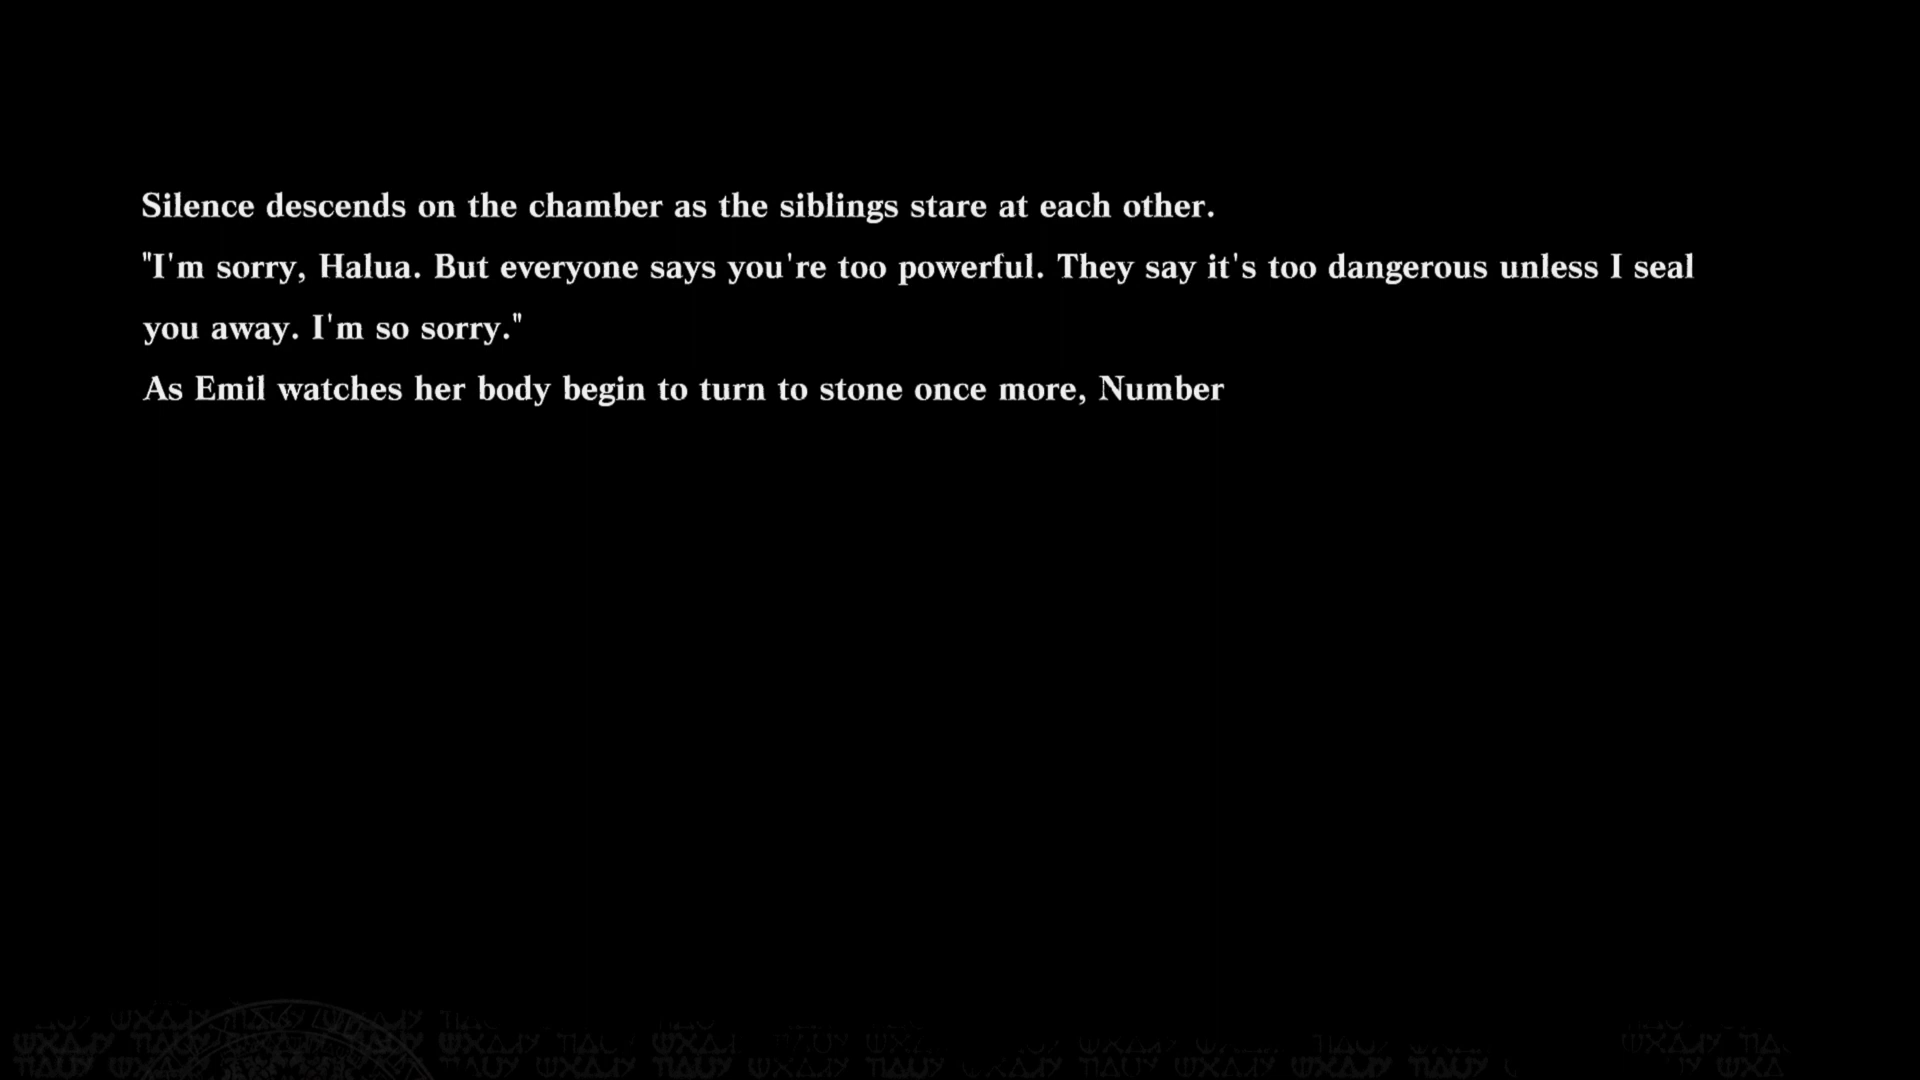 Silence descends on the chamber as the siblings stare at each other.
"I'm sorry, Halua. But everyone says you're too powerful. They say it's too dangerous unless I seal
you away. I'm so sorry."
As Emil watches her body begin to turn to stone once more, Number